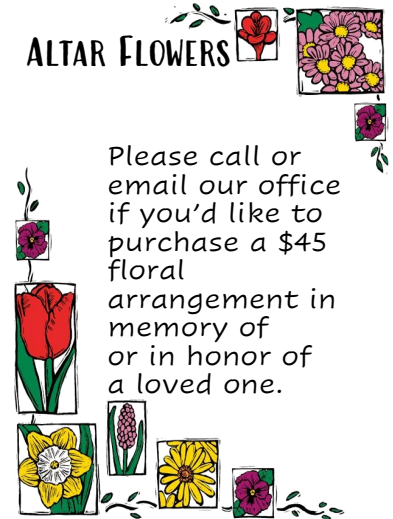 Altar Flowers
Please call or
email our office
if you'd like to
purchase a $45
floral
arrangement in
memory of
or in honor of
a loved one.